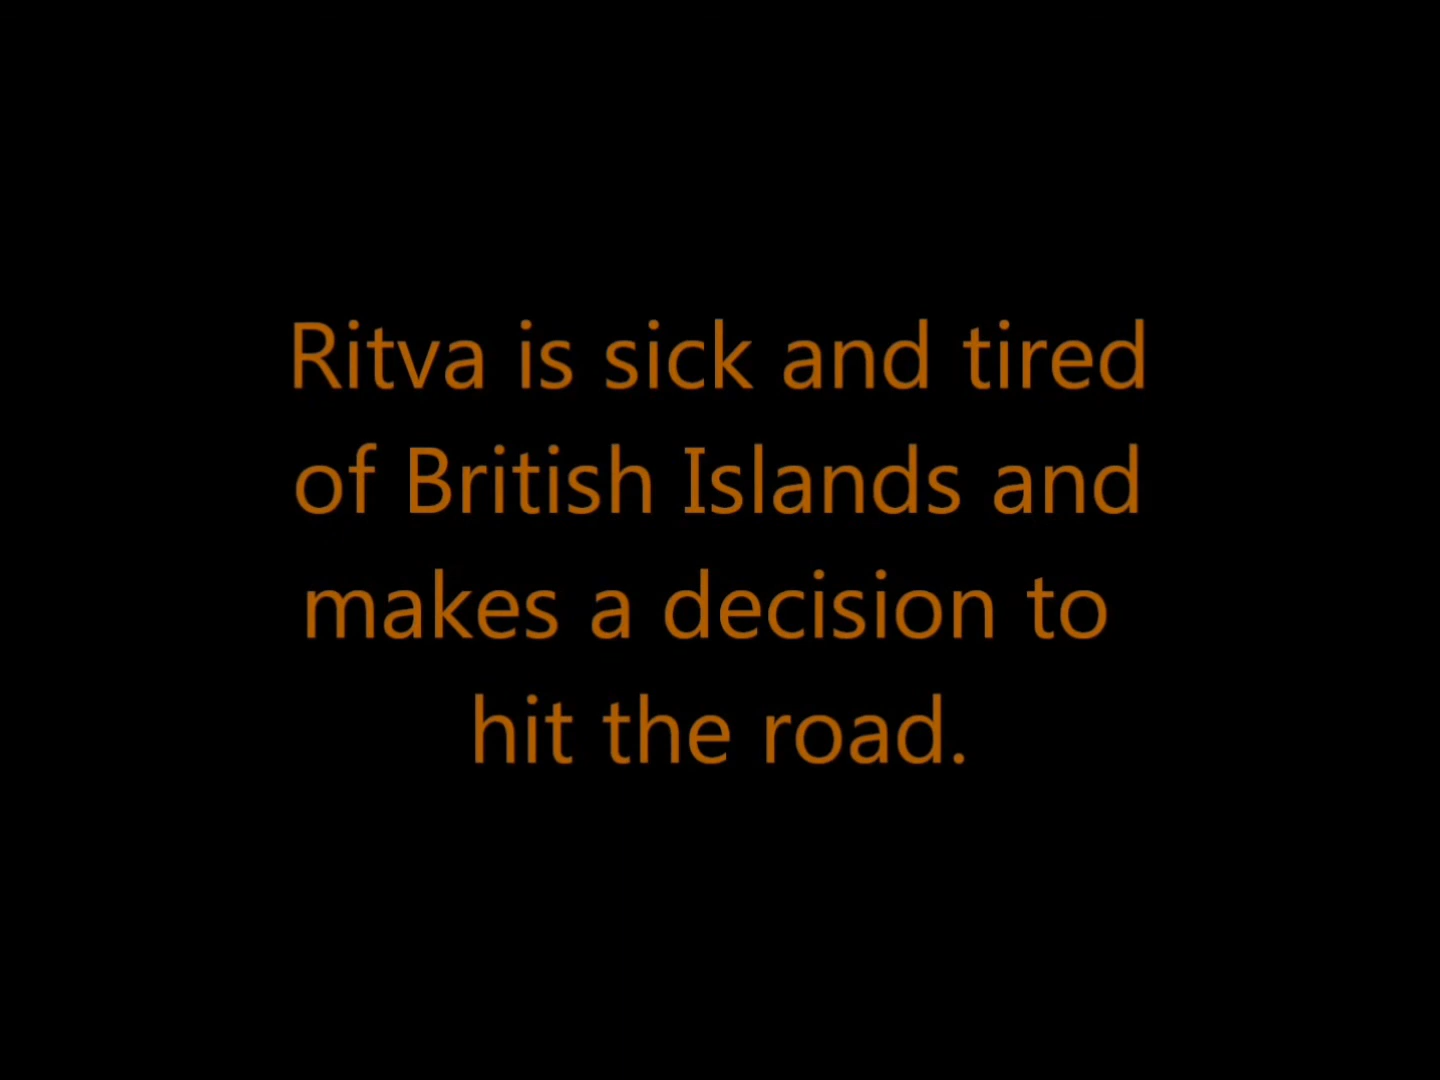 Ritva is sick and tired
of British Islands and
makes a decision to
hit the road.